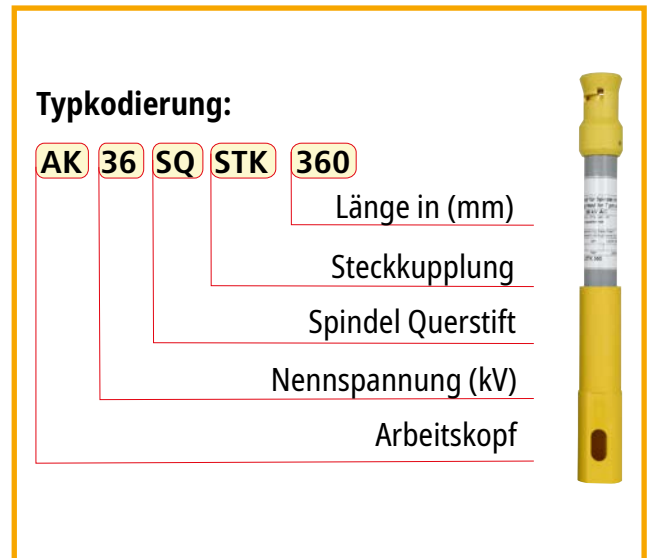 Typkodierung:
AK 36 SQ STK 360
Länge in (mm)
Steckkupplung
Spindel Querstift
Nennspannung (kV)
Arbeitskopf